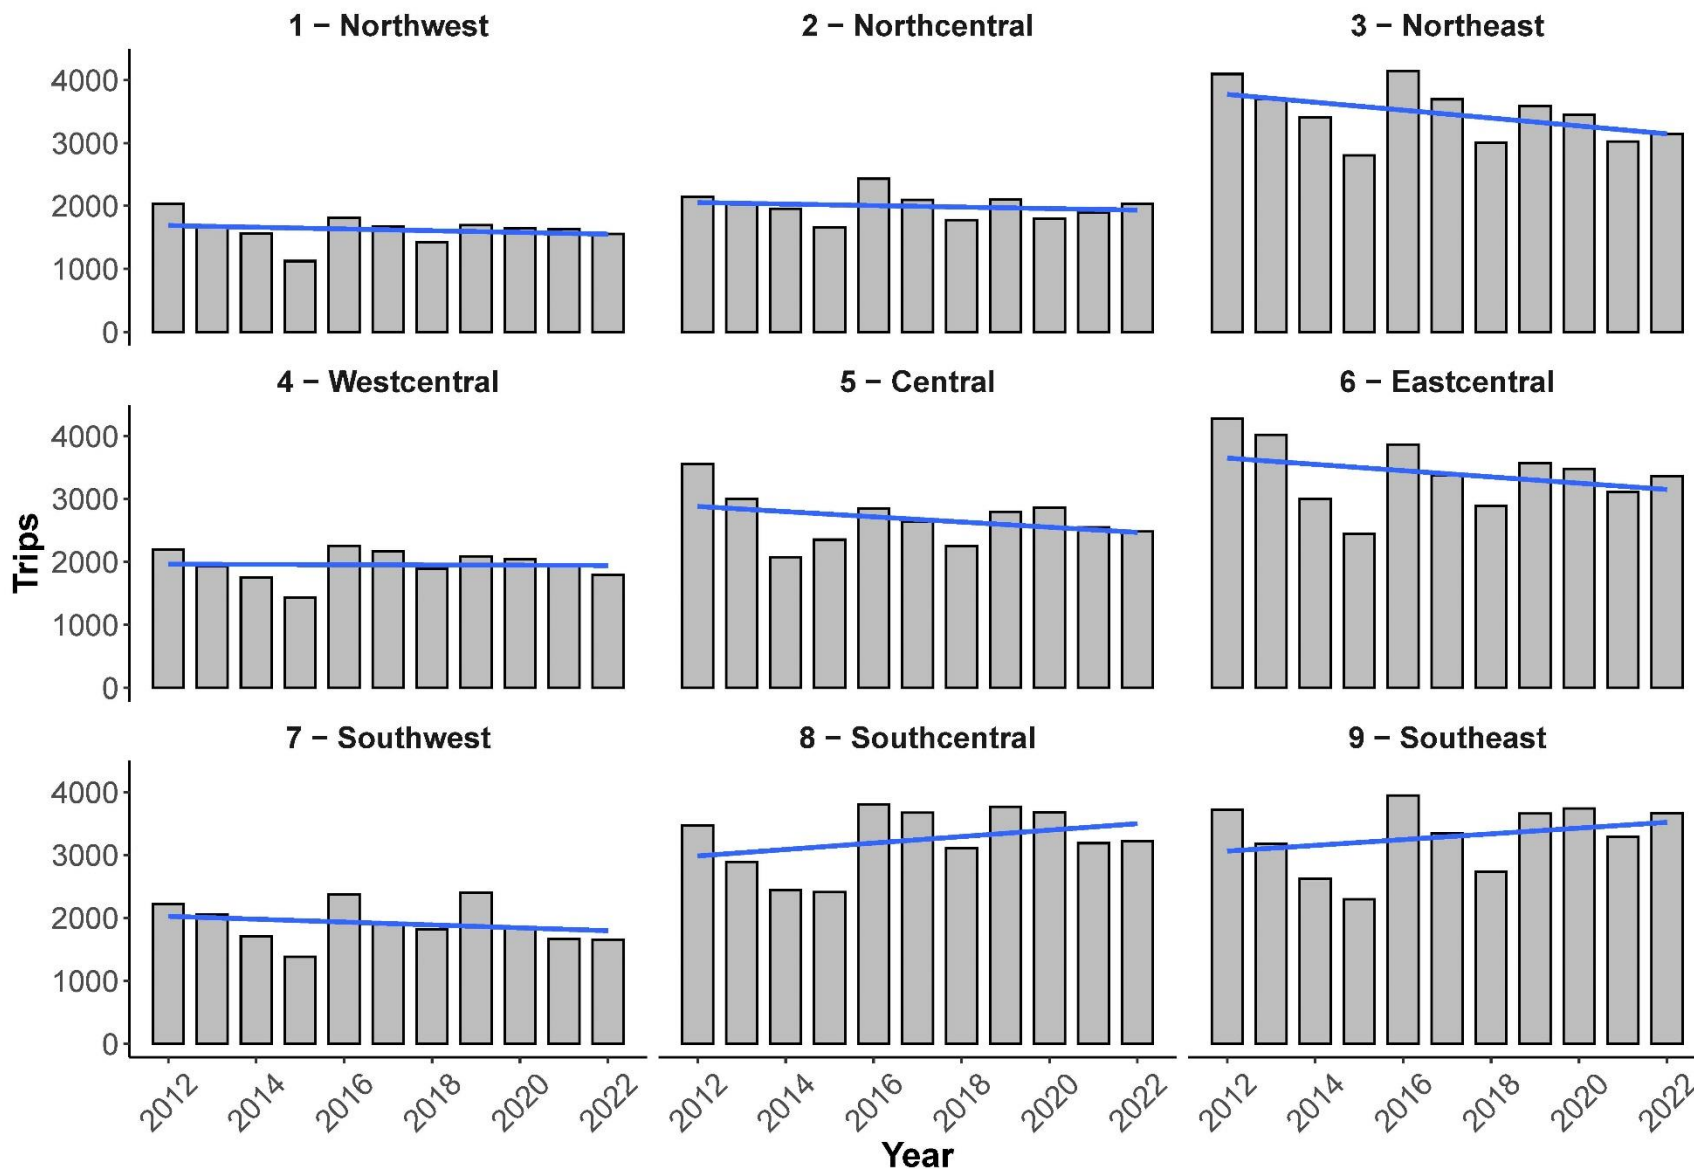 1 − Northwest
2 − Northcentral
3 − Northeast
4000
3000
2000
1000
0
4 − Westcentral
5 − Central
6 − Eastcentral
4000
3000
2000
1000
0
Trips
7 − Southwest
8 − Southcentral
9 − Southeast
4000
3000
2000
1000
0
2012 2014 2016 2018 2020 2022
2012 2014 2016 2018 2020 2022
2012 2014 2016 2018 2020 2022
Year